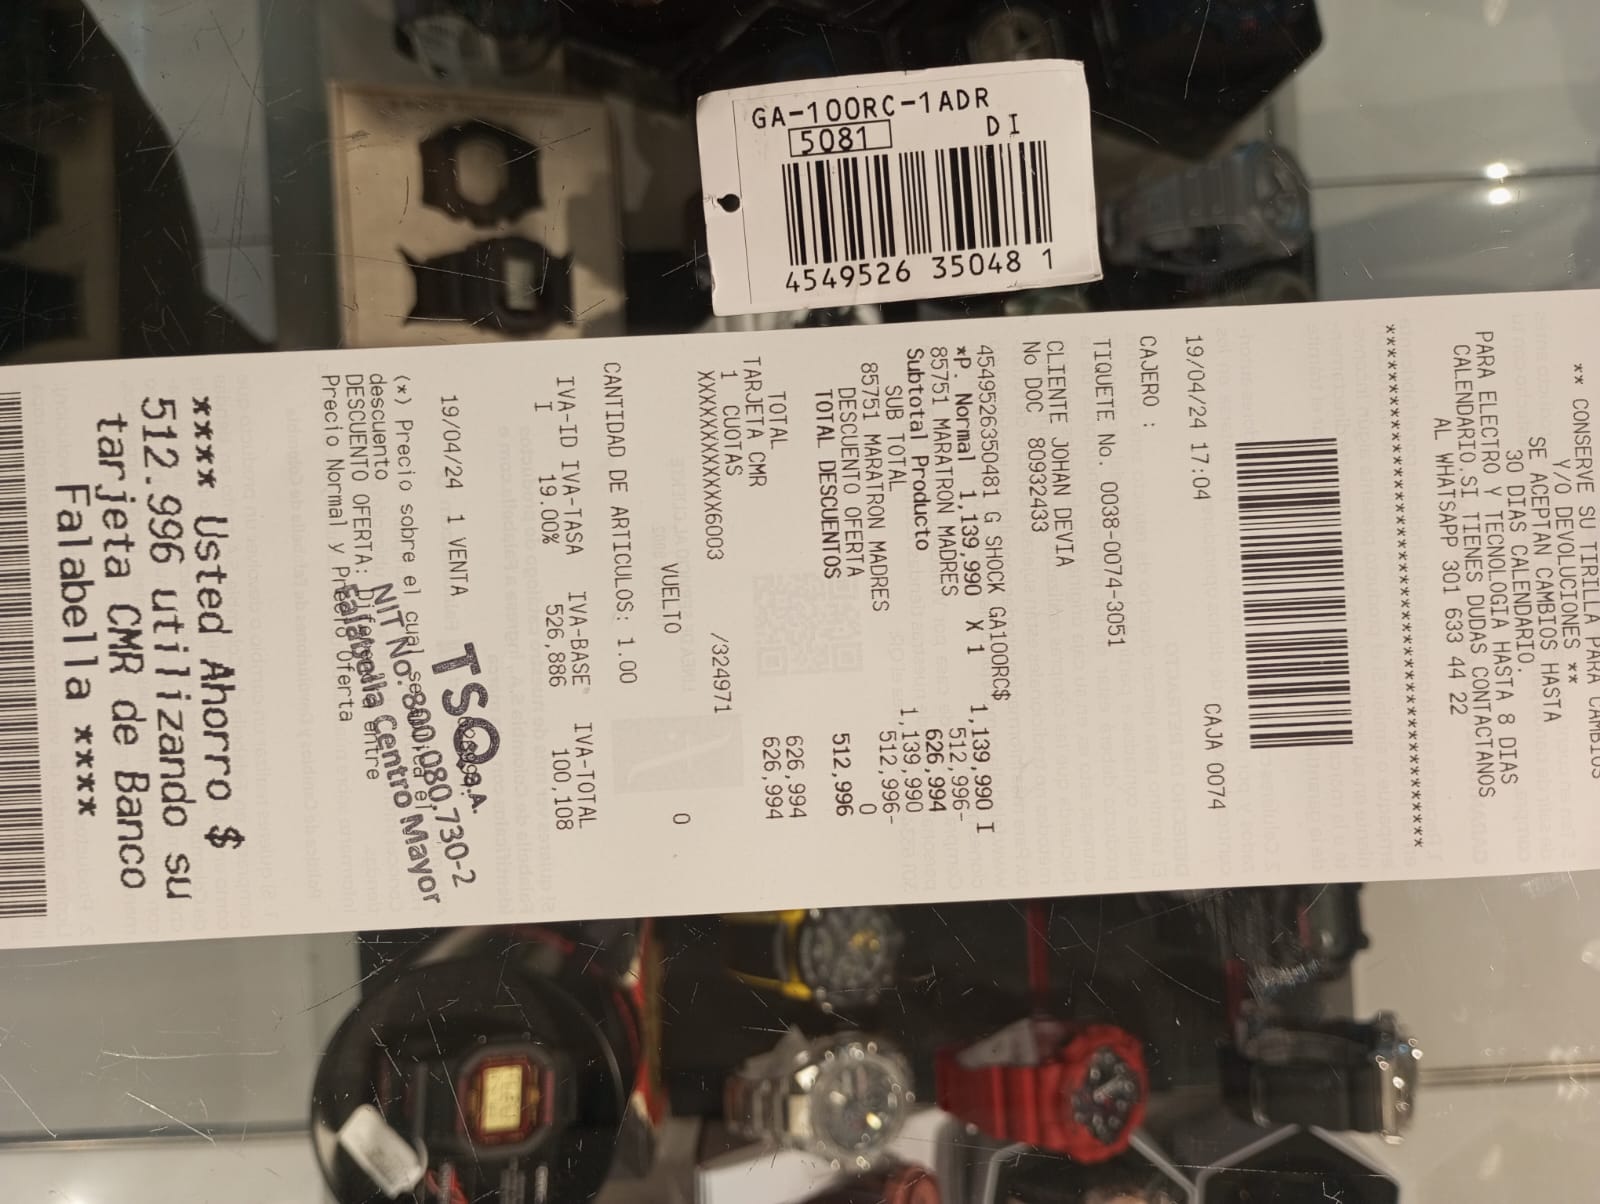 GA-100RC-1ADR
5081 DI
4549526 35048 1
** CONSERVE SU TIRILLA PARA CAMBIOS
Y/O DEVOLUCIONES **
SE ACEPTAN CAMBIOS HASTA
30 DIAS CALENDARIO.
PARA ELECTRO Y TECNOLOGIA HASTA 8 DIAS
CALENDARIO.SI TIENES DUDAS CONTACTANOS
AL WHATSAPP 301 633 44 22
****************************************
19/04/24 17:04 CAJA 0074
CAJERO :
TIQUETE No. 0038-0074-3051
CLIENTE JOHAN DEVIA
No DOC 80932433
4549526350481 G SHOCK GA100RC$
*P. Normal 1,139,990 X 1 1,139,990 I
85751 MARATRON MADRES 512,996-
Subtotal Producto 626,994
SUB TOTAL 1,139,990
85751 MARATRON MADRES 512,996-
DESCUENTO OFERTA 0
TOTAL DESCUENTOS 512,996
TOTAL 626,994
TARJETA CMR 626,994
1 CUOTAS
XXXXXXXXXXXX6003 /324971
VUELTO 0
CANTIDAD DE ARTICULOS: 1.00
IVA-ID IVA-TASA IVA-BASE IVA-TOTAL
I 19.00% 526,886 100,108
19/04/24 1 VENTA
(*) Precio sobre el cual se el
descuento
DESCUENTO OFERTA: Diferencia entre
Precio Normal y Precio Oferta
TSQ S.A.
NIT No. 800.080.730-2
Falabella Centro Mayor
**** Usted Ahorro $
512.996 utilizando su
tarjeta CMR de Banco
Falabella ****